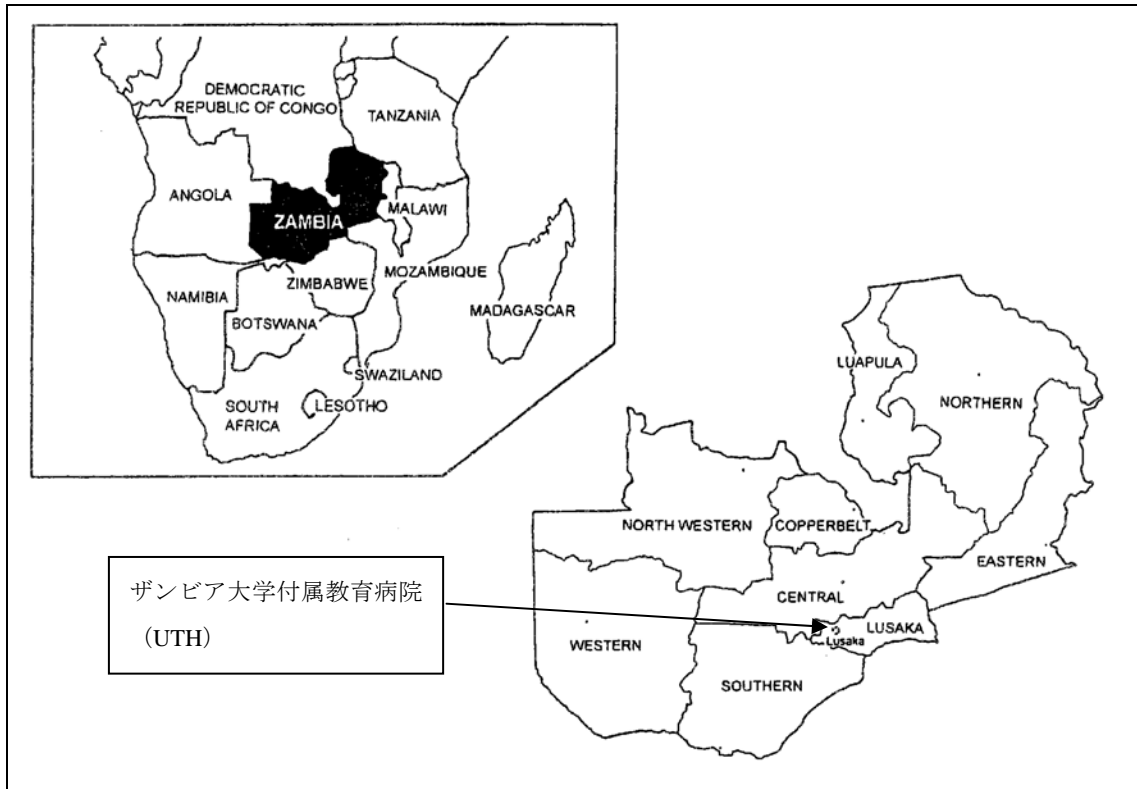 DEMOCRATIC
REPUBLIC OF CONGO
TANZANIA
ANGOLA
ZAMBIA
MALAWI
MOZAMBIQUE
ZIMBABWE
NAMIBIA
BOTSWANA
MADAGASCAR
SWAZILAND
SOUTH
AFRICA
LESOTHO
LUAPULA
NORTHERN
NORTH WESTERN
COPPERBELT
EASTERN
CENTRAL
LUSAKA
Lusaka
WESTERN
SOUTHERN
ザンビア大学付属教育病院
（UTH）